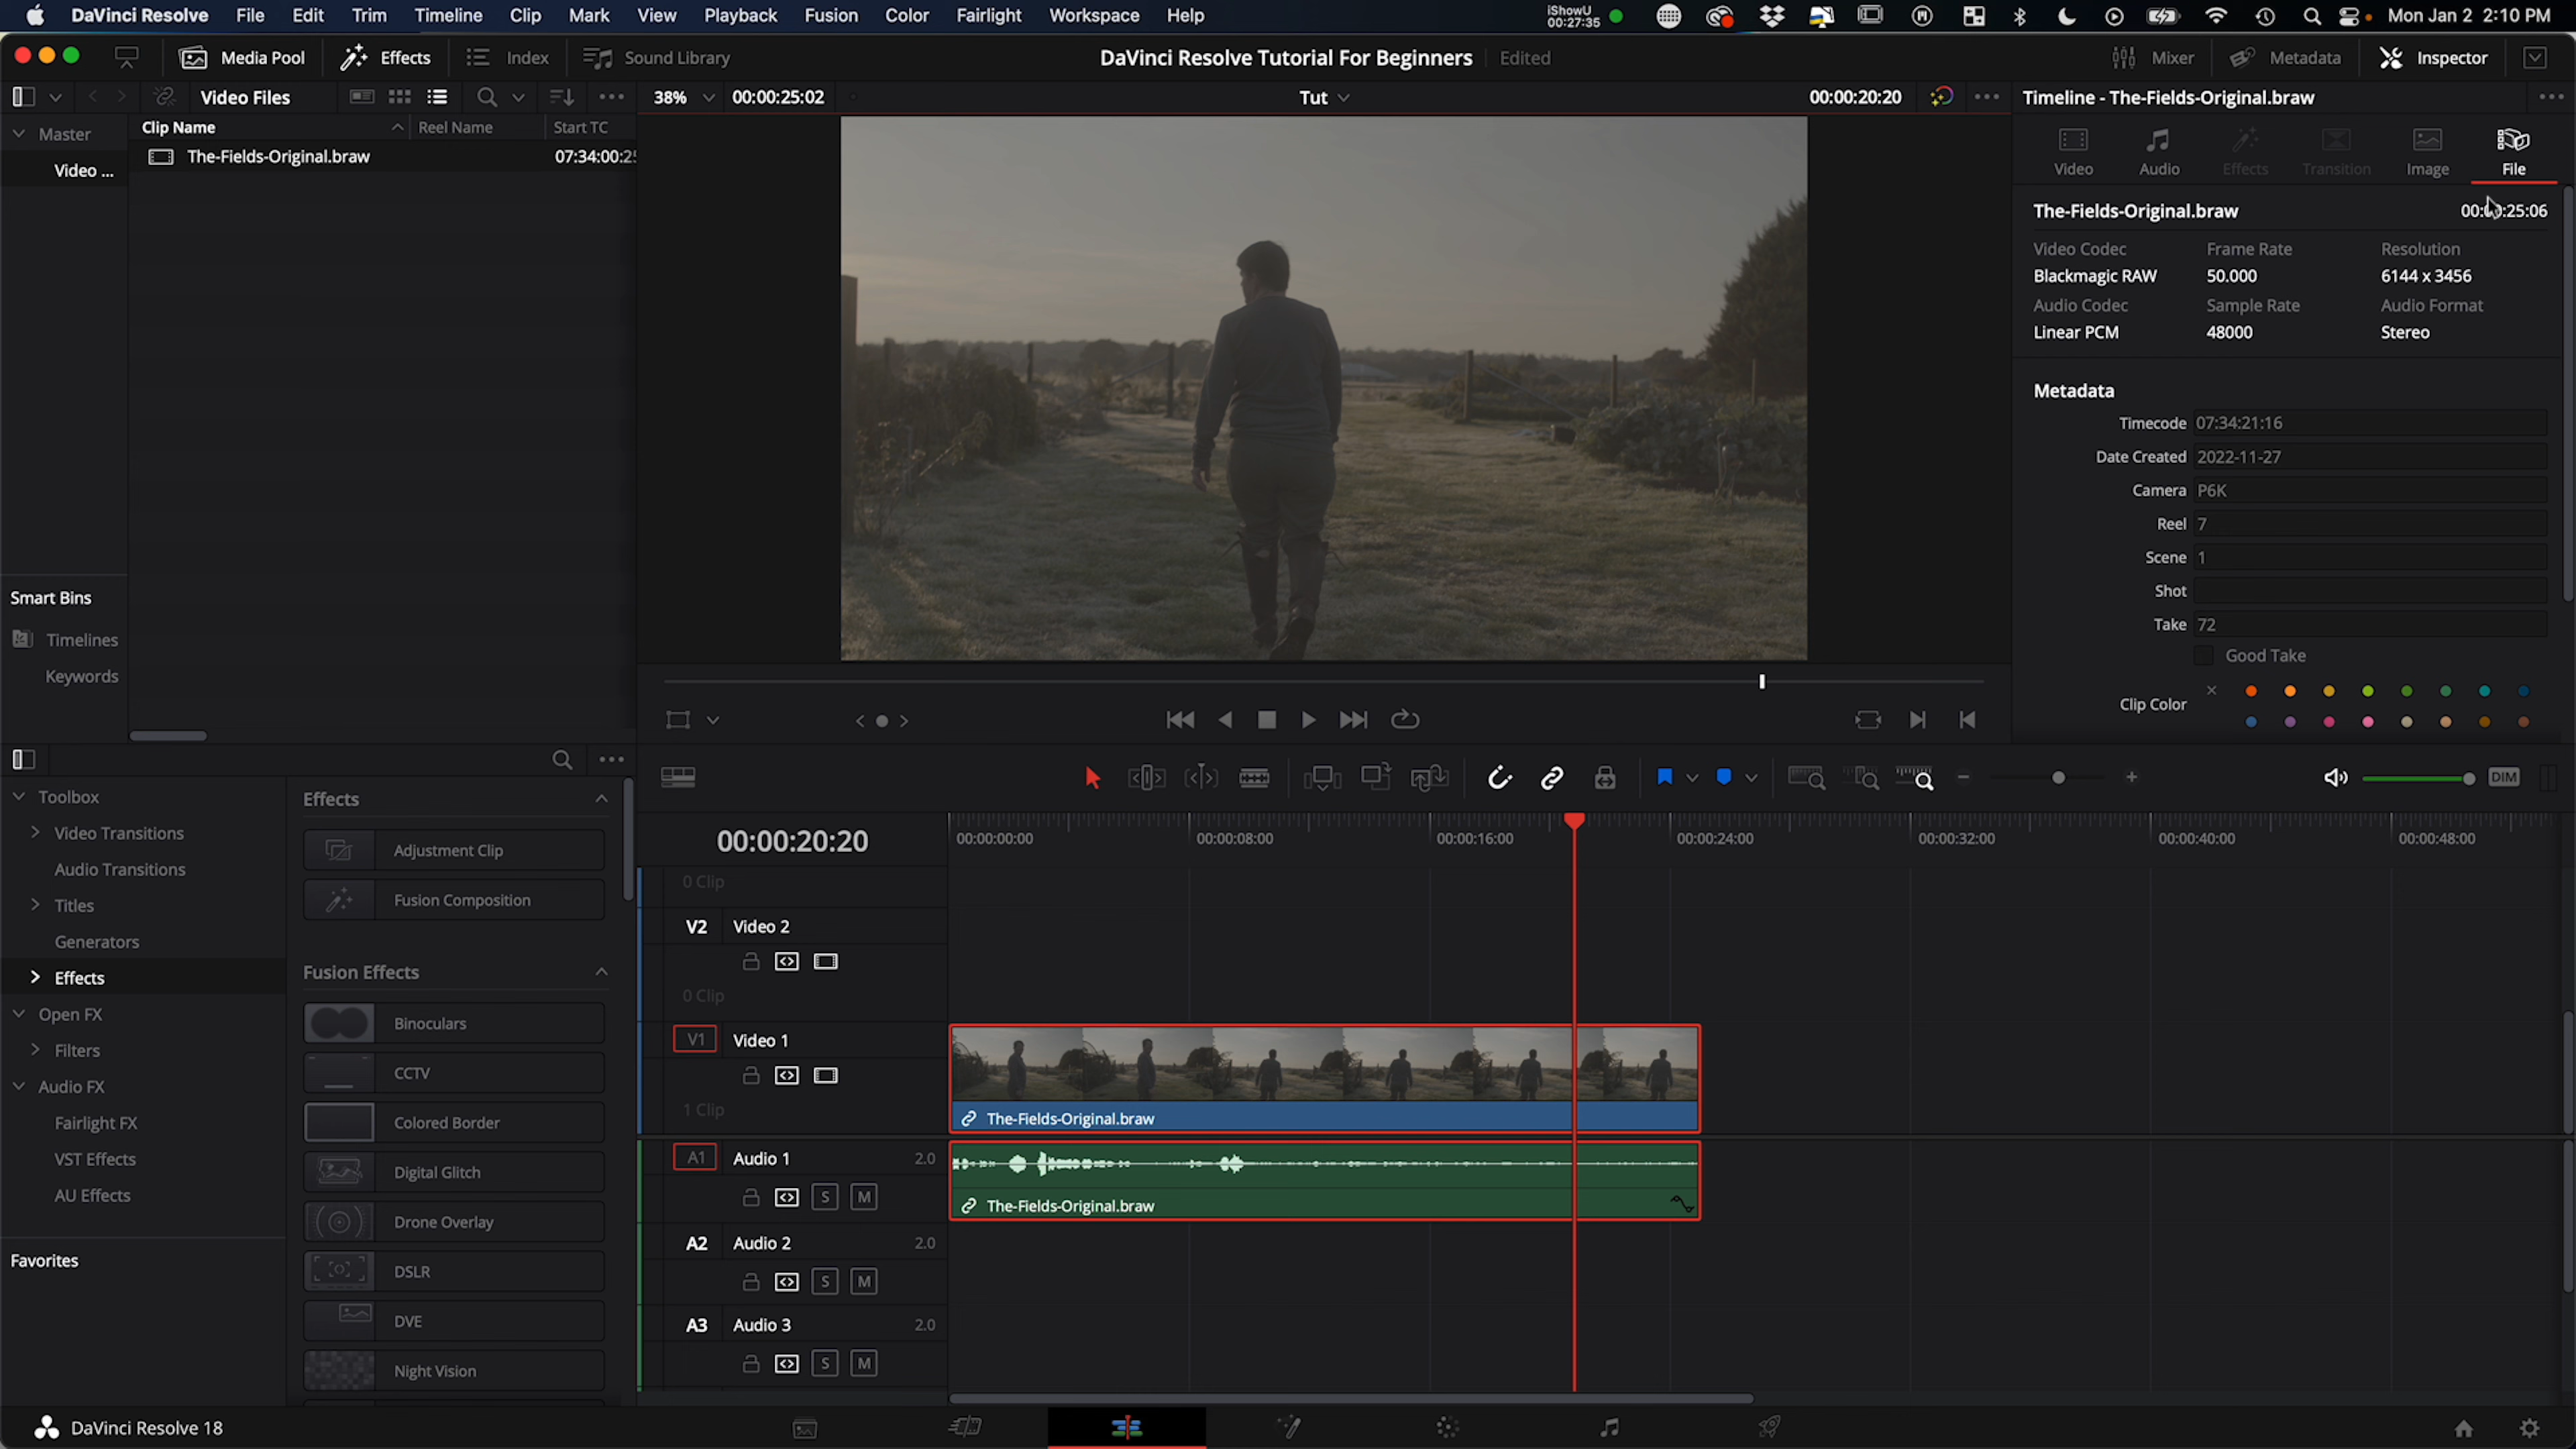 DaVinci Resolve File Edit Trim Timeline Clip Mark View Playback Fusion Color Fairlight Workspace Help
iShowU
00:27:35
Mon Jan 2 2:10 PM
Media Pool Effects Index Sound Library
DaVinci Resolve Tutorial For Beginners Edited
Mixer Metadata Inspector
Video Files
38% 00:00:25:02
Tut
00:00:20:20
Timeline - The-Fields-Original.braw
Master
Video ...
Clip Name Reel Name Start TC
The-Fields-Original.braw 07:34:00:25
Smart Bins
Timelines
Keywords
Video Audio Effects Transition Image File
The-Fields-Original.braw
Video Codec Frame Rate Resolution
Blackmagic RAW 50.000 6144 x 3456
Audio Codec Sample Rate Audio Format
Linear PCM 48000 Stereo
Metadata
Timecode 07:34:21:16
Date Created 2022-11-27
Camera P6K
Reel 7
Scene 1
Shot
Take 72
Good Take
Clip Color
Toolbox
Video Transitions
Audio Transitions
Titles
Generators
Effects
Open FX
Filters
Audio FX
Fairlight FX
VST Effects
AU Effects
Favorites
Effects
Adjustment Clip
Fusion Composition
Fusion Effects
Binoculars
CCTV
Colored Border
Digital Glitch
Drone Overlay
DSLR
DVE
Night Vision
DIM
00:00:20:20
00:00:00:00 00:00:08:00 00:00:16:00 00:00:24:00 00:00:32:00 00:00:40:00 00:00:48:00
0 Clip
V2 Video 2
0 Clip
V1 Video 1
1 Clip
The-Fields-Original.braw
A1 Audio 1 2.0
S M
The-Fields-Original.braw
A2 Audio 2 2.0
S M
A3 Audio 3 2.0
S M
DaVinci Resolve 18